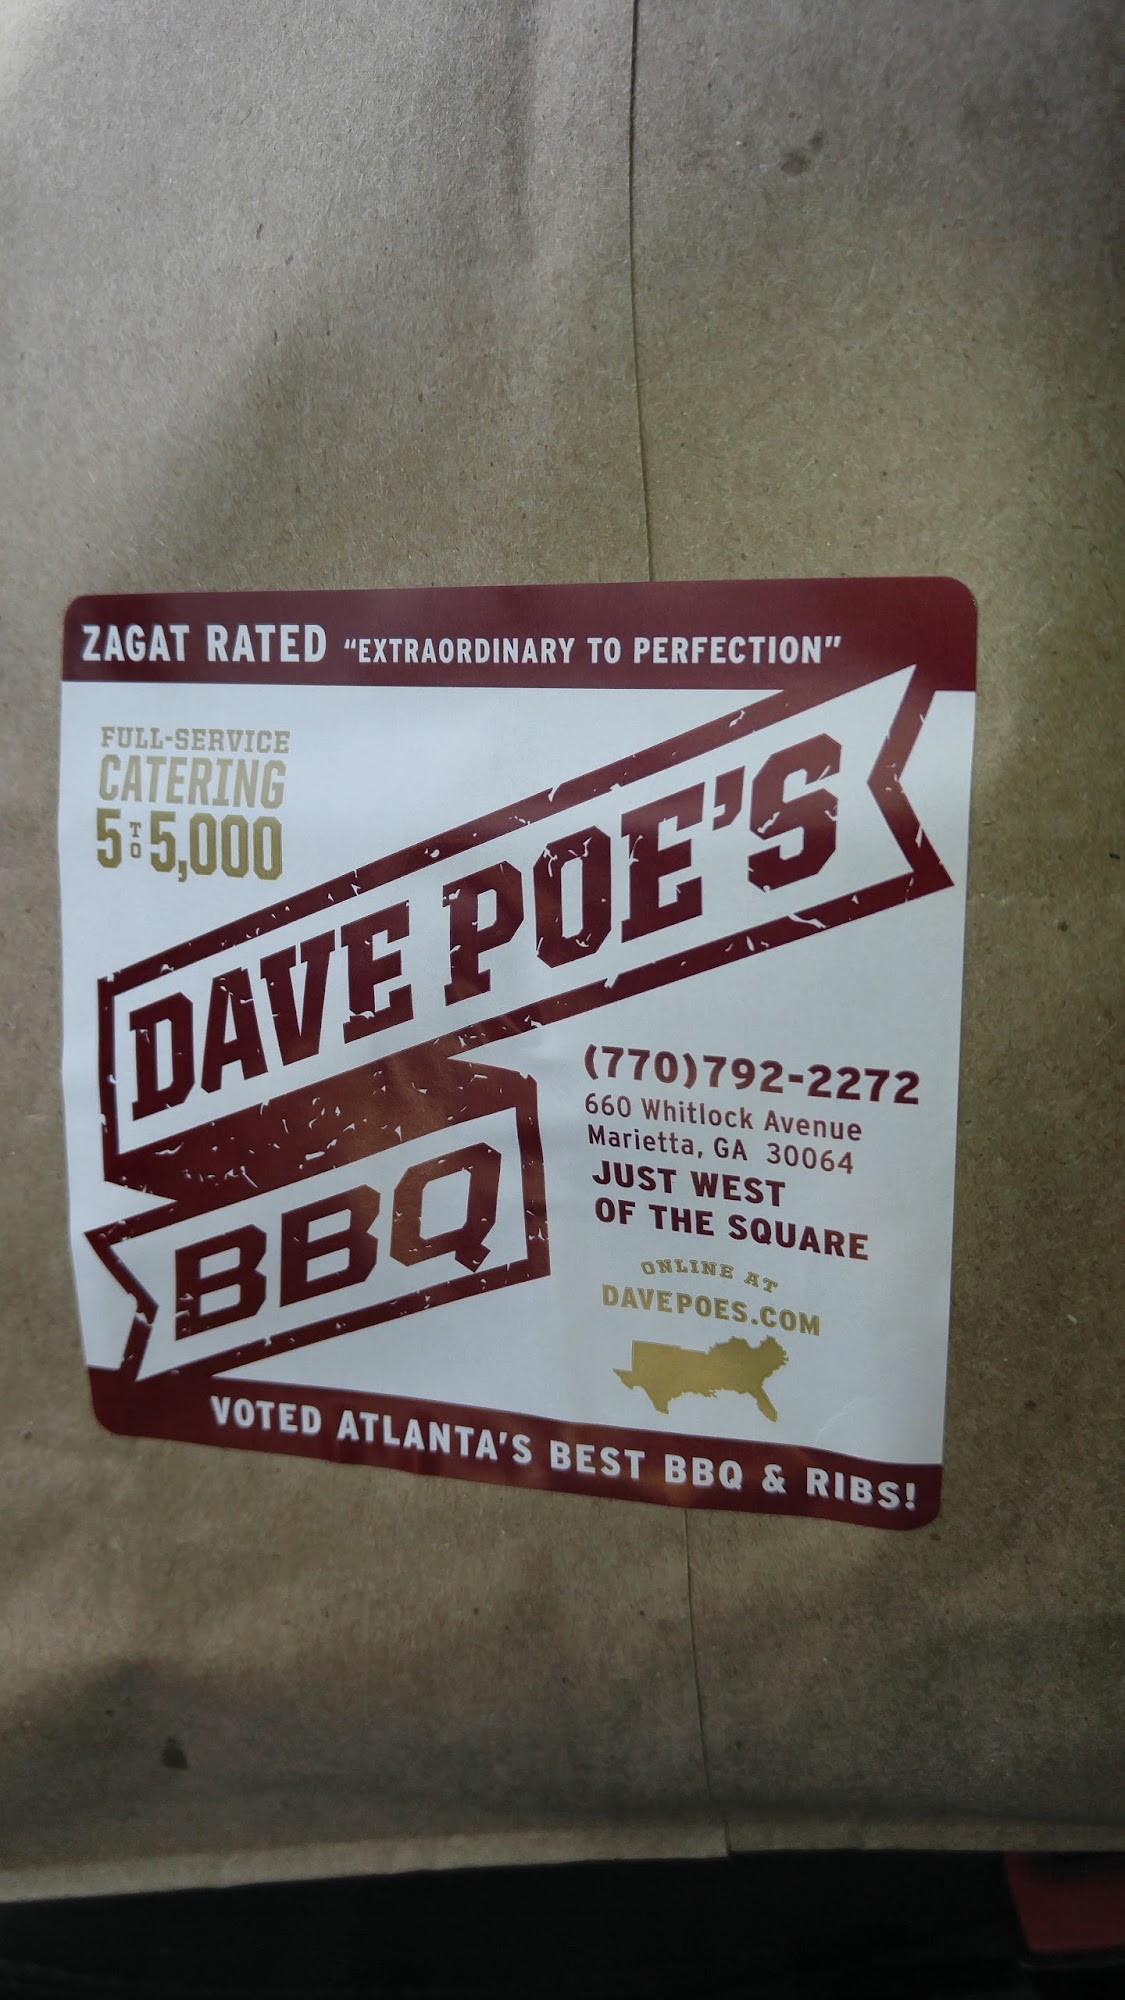 ZAGAT RATED "EXTRAORDINARY TO PERFECTION"
FULL-SERVICE
CATERING
5 TO 5,000
DAVE POE'S
BBQ
(770)792-2272
660 Whitlock Avenue
Marietta, GA 30064
JUST WEST
OF THE SQUARE
ONLINE AT
DAVEPOES.COM
VOTED ATLANTA'S BEST BBQ & RIBS!